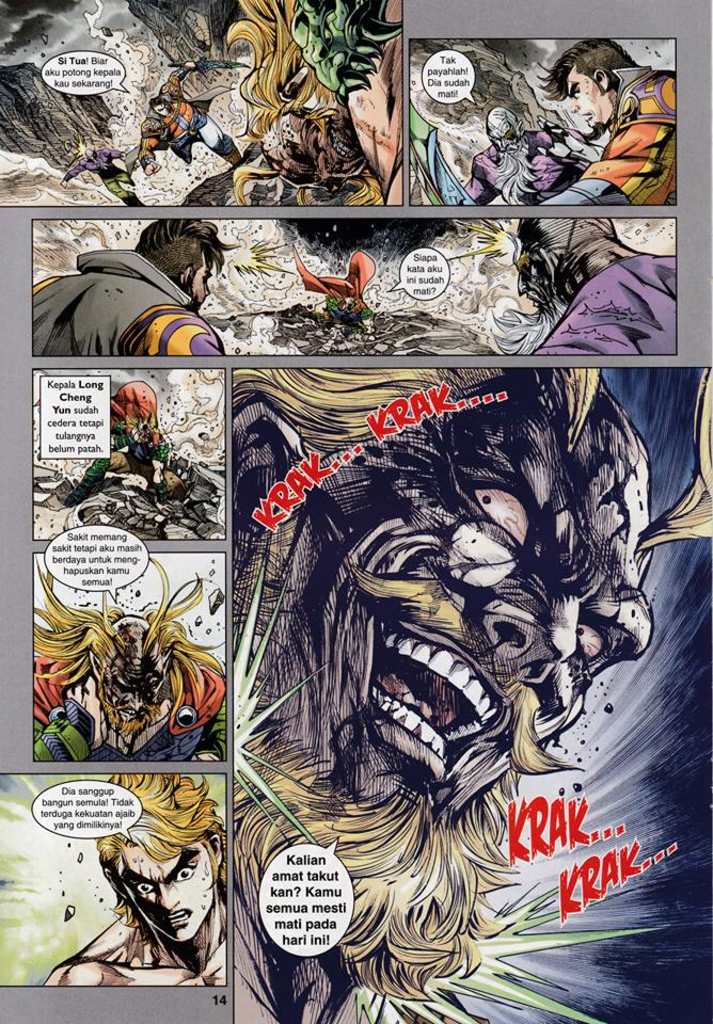 Si Tua! Biar
aku potong kepala
kau sekarang!
Tak
payahlah!
Dia sudah
mati!
Siapa
kata aku
ini sudah
mati?
Kepala Long
Cheng
Yun sudah
cedera tetapi
tulangnya
belum patah.
Sakit memang
sakit tetapi aku masih
berdaya untuk meng-
hapuskan kamu
semua!
KRAK... KRAK....
Dia sanggup
bangun semula! Tidak
terduga kekuatan ajaib
yang dimilikinya!
Kalian
amat takut
kan? Kamu
semua mesti
mati pada
hari ini!
KRAK...
KRAK...
14